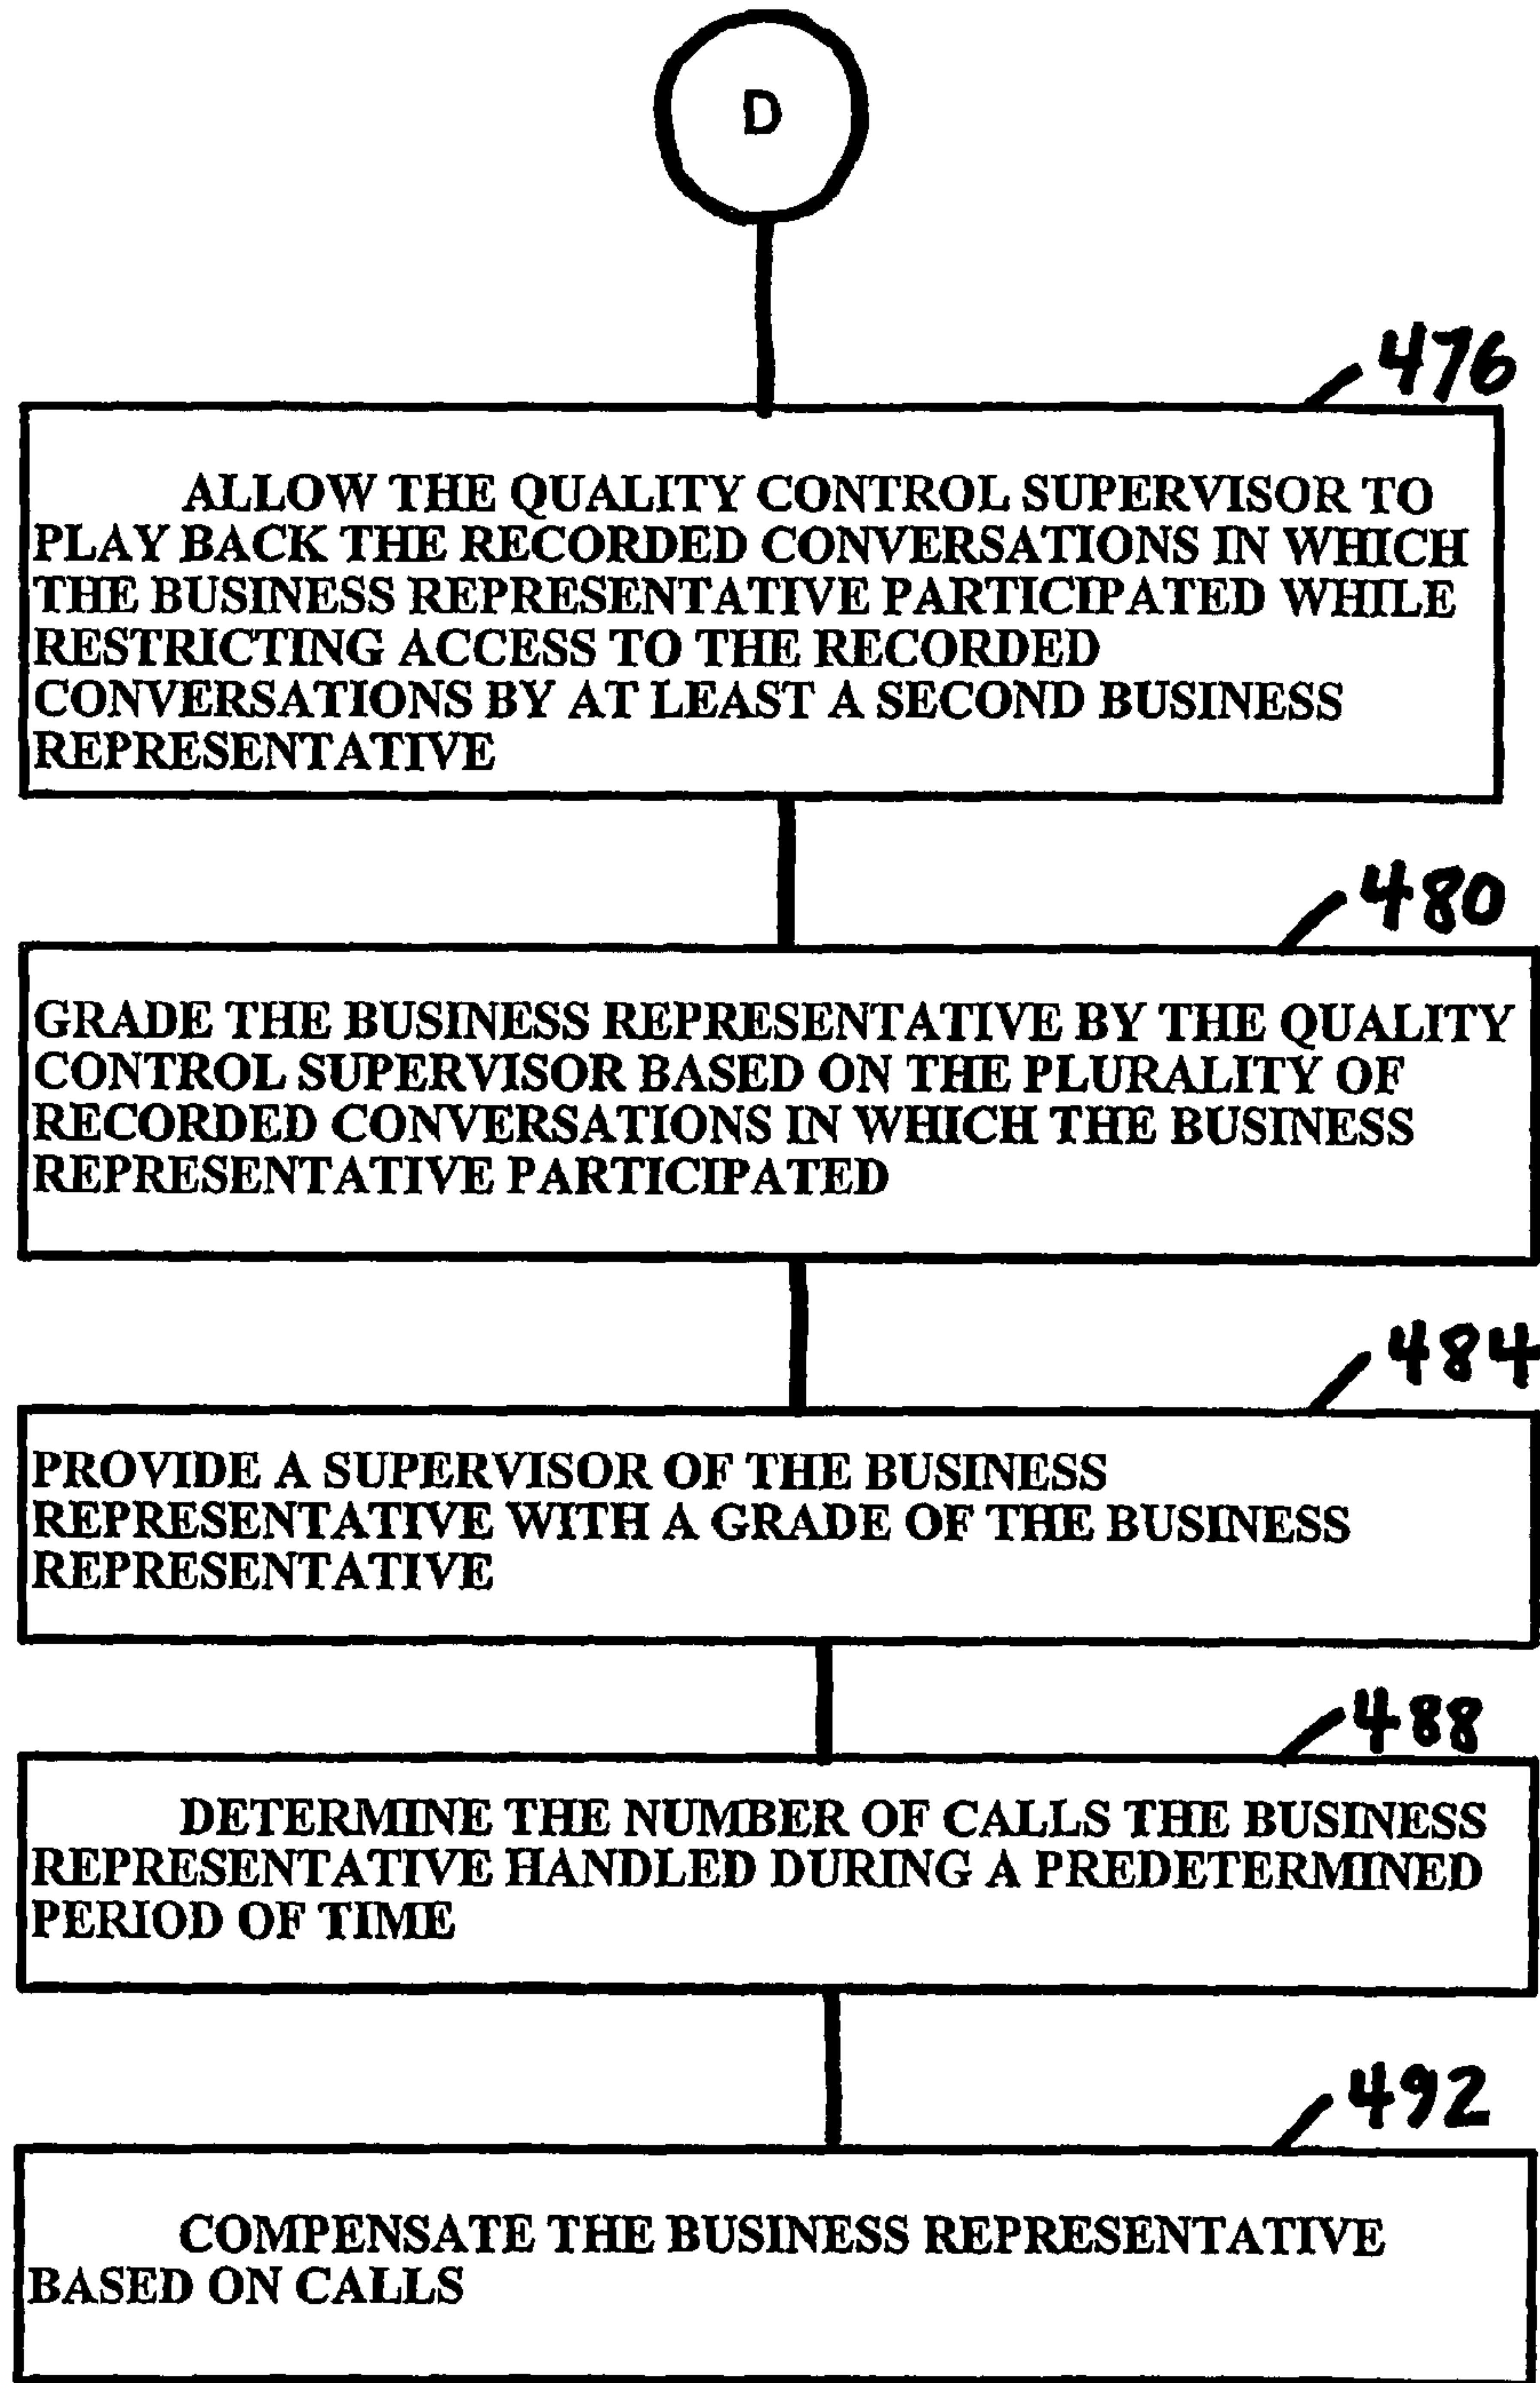 D
476
ALLOW THE QUALITY CONTROL SUPERVISOR TO
PLAY BACK THE RECORDED CONVERSATIONS IN WHICH
THE BUSINESS REPRESENTATIVE PARTICIPATED WHILE
RESTRICTING ACCESS TO THE RECORDED
CONVERSATIONS BY AT LEAST A SECOND BUSINESS
REPRESENTATIVE
480
GRADE THE BUSINESS REPRESENTATIVE BY THE QUALITY
CONTROL SUPERVISOR BASED ON THE PLURALITY OF
RECORDED CONVERSATIONS IN WHICH THE BUSINESS
REPRESENTATIVE PARTICIPATED
484
PROVIDE A SUPERVISOR OF THE BUSINESS
REPRESENTATIVE WITH A GRADE OF THE BUSINESS
REPRESENTATIVE
488
DETERMINE THE NUMBER OF CALLS THE BUSINESS
REPRESENTATIVE HANDLED DURING A PREDETERMINED
PERIOD OF TIME
492
COMPENSATE THE BUSINESS REPRESENTATIVE
BASED ON CALLS